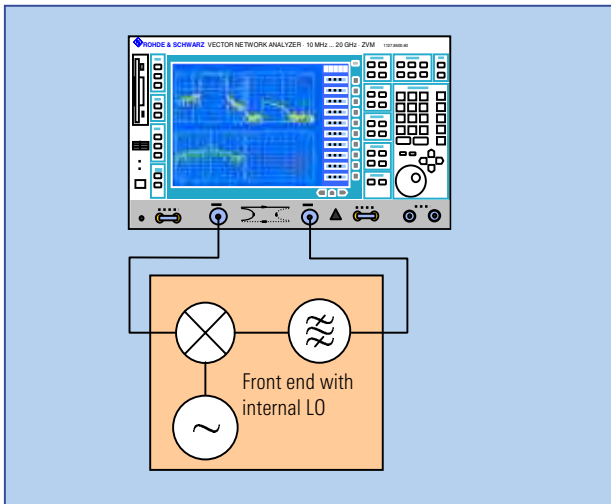 ROHDE & SCHWARZ VECTOR NETWORK ANALYZER · 10 MHz ... 20 GHz · ZVM
Front end with
internal LO